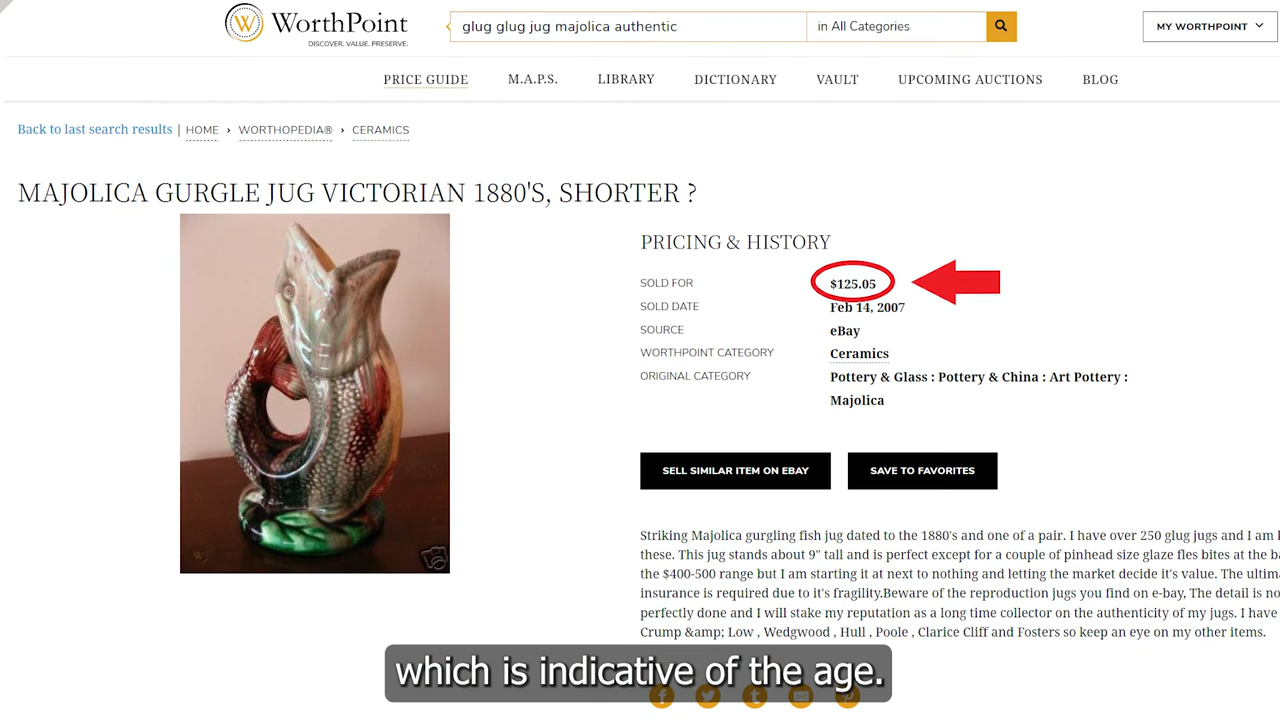 WorthPoint
DISCOVER. VALUE. PRESERVE.
glug glug jug majolica authentic
in All Categories
MY WORTHPOINT
PRICE GUIDE
M.A.P.S.
LIBRARY
DICTIONARY
VAULT
UPCOMING AUCTIONS
BLOG
Back to last search results | HOME › WORTHOPEDIA® › CERAMICS
MAJOLICA GURGLE JUG VICTORIAN 1880'S, SHORTER ?
PRICING & HISTORY
SOLD FOR $125.05
SOLD DATE Feb 14, 2007
SOURCE eBay
WORTHPOINT CATEGORY Ceramics
ORIGINAL CATEGORY Pottery & Glass : Pottery & China : Art Pottery :
Majolica
SELL SIMILAR ITEM ON EBAY
SAVE TO FAVORITES
Striking Majolica gurgling fish jug dated to the 1880's and one of a pair. I have over 250 glug jugs and I am
these. This jug stands about 9" tall and is perfect except for a couple of pinhead size glaze fles bites at the
the $400-500 range but I am starting it at next to nothing and letting the market decide it's value. The
insurance is required due to it's fragility.Beware of the reproduction jugs you find on e-bay, The detail is
perfectly done and I will stake my reputation as a long time collector on the authenticity of my jugs. I have
Crump &amp; Low , Wedgwood , Hull , Poole , Clarice Cliff and Fosters so keep an eye on my other items.
which is indicative of the age.